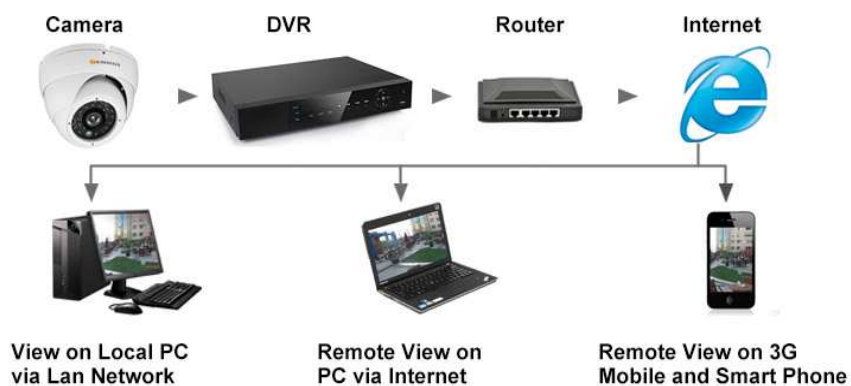 Camera
DVR
Router
Internet
View on Local PC
via Lan Network
Remote View on
PC via Internet
Remote View on 3G
Mobile and Smart Phone